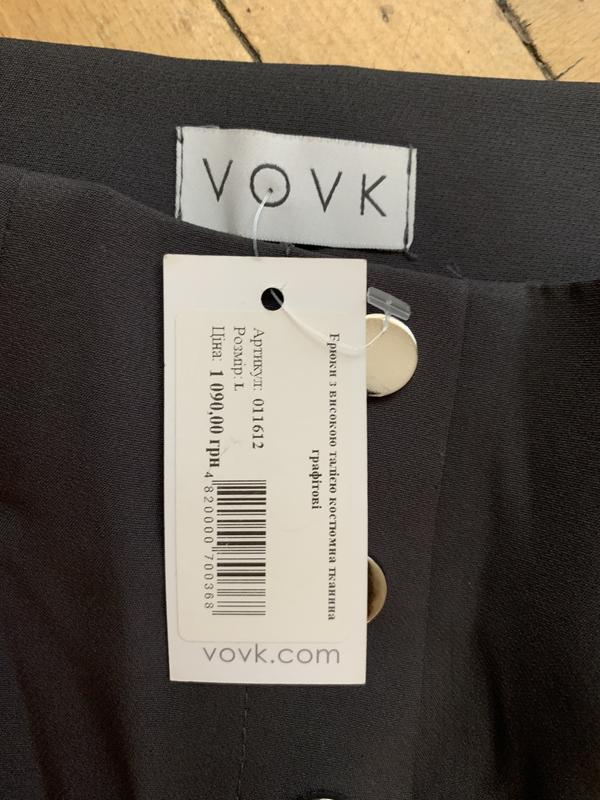 VOVK
Брюки з високою талією костюмна тканина
графітові
Артикул: 011612
Розмір: L
Ціна: 1 090,00 грн
4 820000 700368
vovk.com